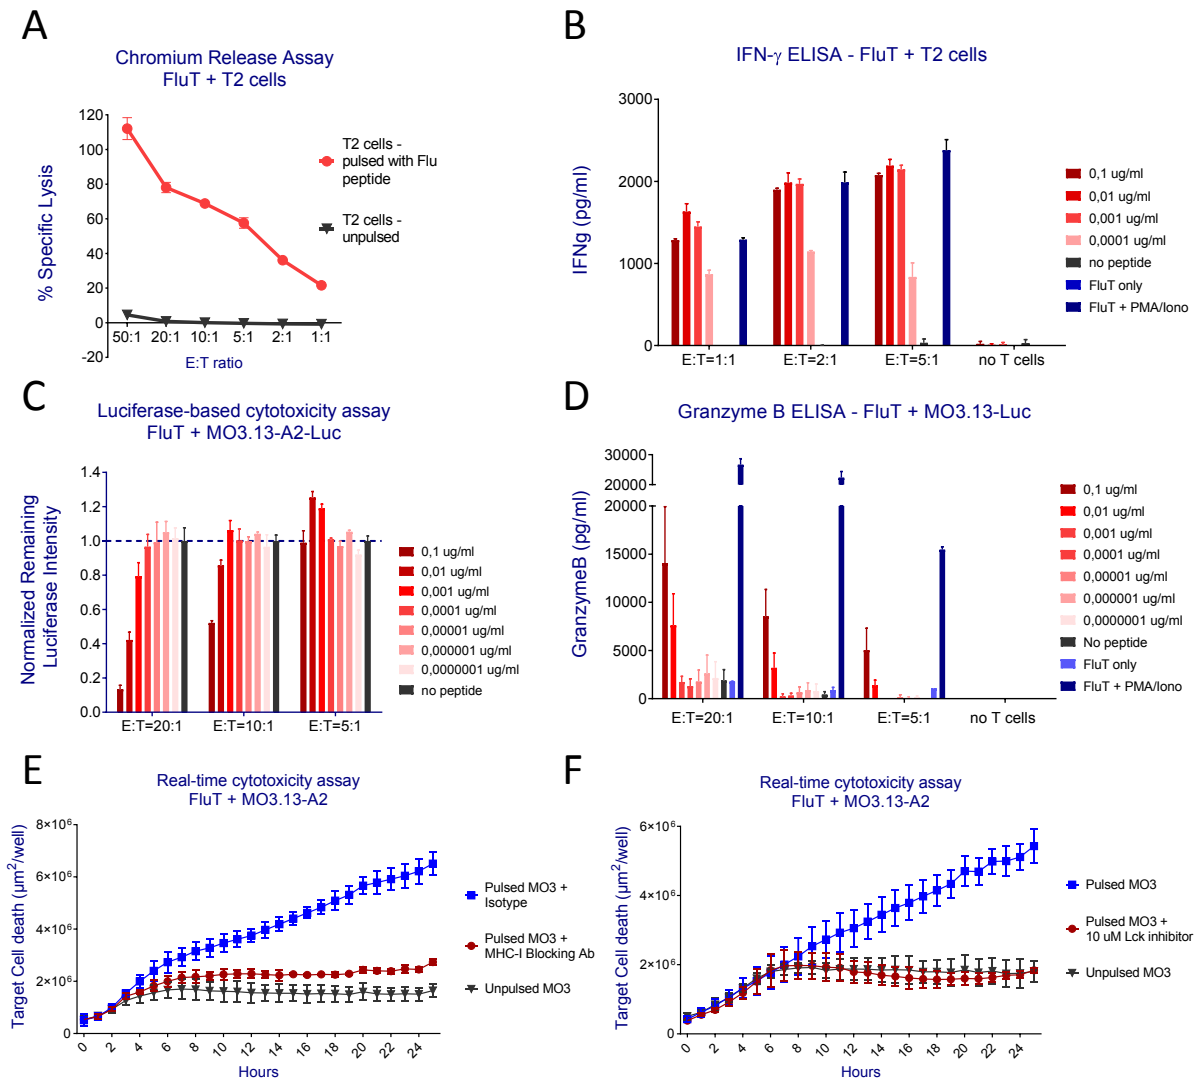 A
Chromium Release Assay
FluT + T2 cells
% Specific Lysis
120
100
80
60
40
20
0
-20
50:1 20:1 10:1 5:1 2:1 1:1
E:T ratio
T2 cells -
pulsed with Flu
peptide
T2 cells -
unpulsed
B
IFN-γ ELISA - FluT + T2 cells
IFNg (pg/ml)
3000
2000
1000
0
E:T=1:1 E:T=2:1 E:T=5:1 no T cells
0,1 ug/ml
0,01 ug/ml
0,001 ug/ml
0,0001 ug/ml
no peptide
FluT only
FluT + PMA/Iono
C
Luciferase-based cytotoxicity assay
FluT + MO3.13-A2-Luc
Normalized Remaining
Luciferase Intensity
1.4
1.2
1.0
0.8
0.6
0.4
0.2
0.0
E:T=20:1 E:T=10:1 E:T=5:1
0,1 ug/ml
0,01 ug/ml
0,001 ug/ml
0,0001 ug/ml
0,00001 ug/ml
0,000001 ug/ml
0,0000001 ug/ml
no peptide
D
Granzyme B ELISA - FluT + MO3.13-Luc
GranzymeB (pg/ml)
30000
20000
20000
15000
10000
5000
0
E:T=20:1 E:T=10:1 E:T=5:1 no T cells
0,1 ug/ml
0,01 ug/ml
0,001 ug/ml
0,0001 ug/ml
0,00001 ug/ml
0,000001 ug/ml
0,0000001 ug/ml
No peptide
FluT only
FluT + PMA/Iono
E
Real-time cytotoxicity assay
FluT + MO3.13-A2
Target Cell death (μm²/well)
8×10⁶
6×10⁶
4×10⁶
2×10⁶
0
0 2 4 6 8 10 12 14 16 18 20 22 24
Hours
Pulsed MO3 +
Isotype
Pulsed MO3 +
MHC-I Blocking Ab
Unpulsed MO3
F
Real-time cytotoxicity assay
FluT + MO3.13-A2
Target Cell death (μm²/well)
6×10⁶
4×10⁶
2×10⁶
0
0 2 4 6 8 10 12 14 16 18 20 22 24
Hours
Pulsed MO3
Pulsed MO3 +
10 uM Lck inhibitor
Unpulsed MO3